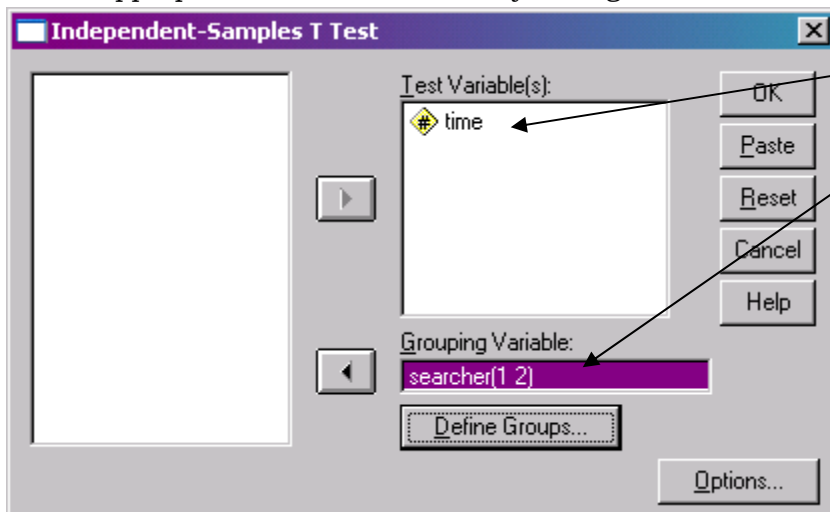 Independent-Samples T Test
Test Variable(s):
# time
OK
Paste
Reset
Cancel
Help
Grouping Variable:
searcher(1 2)
Define Groups...
Options...